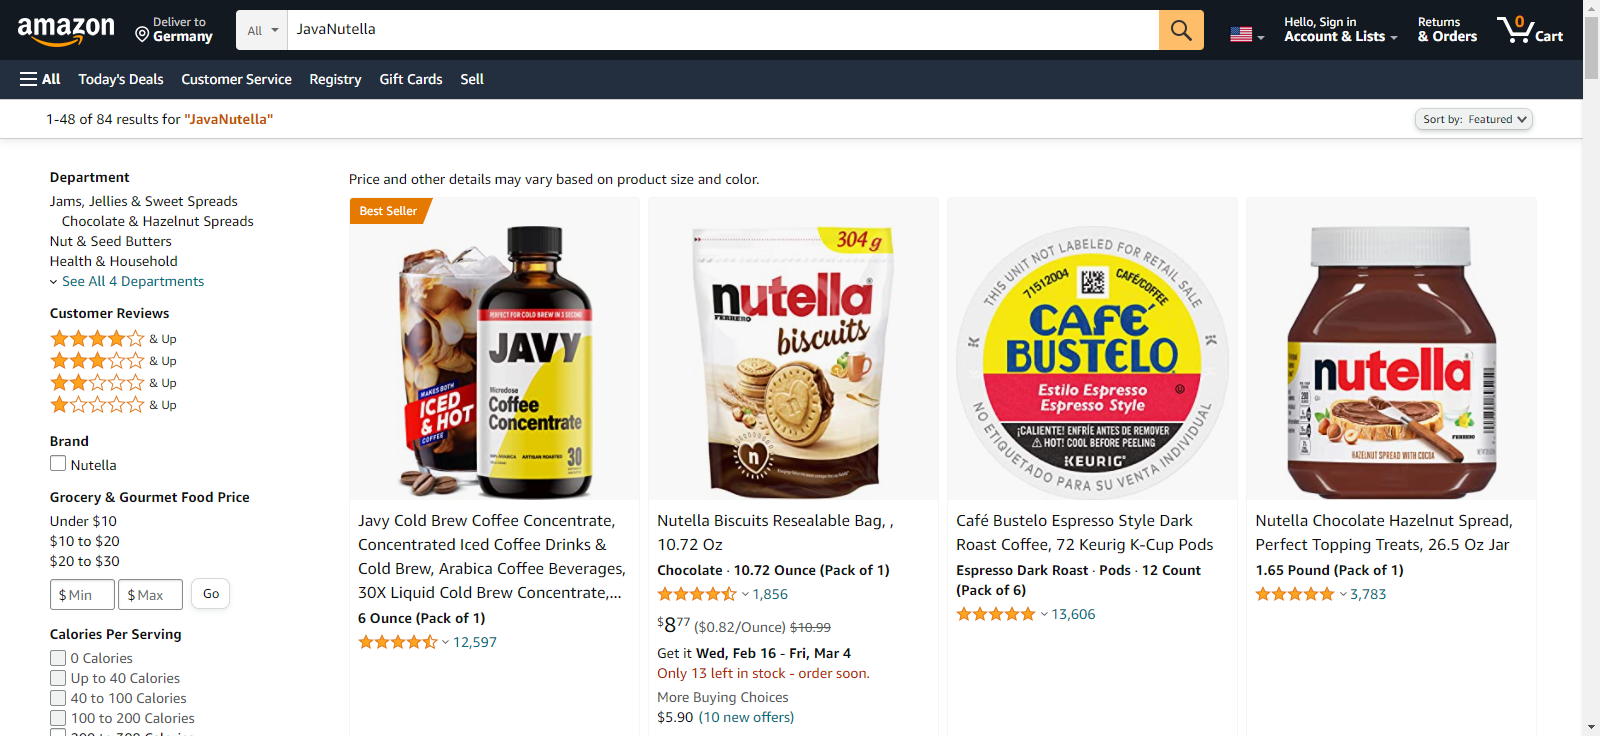 amazon
Deliver to
Germany
All
JavaNutella
Hello, Sign in
Account & Lists
Returns
& Orders
0
Cart
All
Today's Deals
Customer Service
Registry
Gift Cards
Sell
1-48 of 84 results for "JavaNutella"
Sort by: Featured
Department
Jams, Jellies & Sweet Spreads
Chocolate & Hazelnut Spreads
Nut & Seed Butters
Health & Household
See All 4 Departments
Customer Reviews
& Up
& Up
& Up
& Up
Brand
Nutella
Grocery & Gourmet Food Price
Under $10
$10 to $20
$20 to $30
$ Min
$ Max
Go
Calories Per Serving
0 Calories
Up to 40 Calories
40 to 100 Calories
100 to 200 Calories
Price and other details may vary based on product size and color.
Best Seller
PERFECT FOR COLD BREW IN 3 SECOND
JAVY
Microdose
Coffee
Concentrate
MAKES BOTH
ICED
& HOT
COFFEE
100% ARABICA
ARTISAN ROASTED
30
Javy Cold Brew Coffee Concentrate,
Concentrated Iced Coffee Drinks &
Cold Brew, Arabica Coffee Beverages,
30X Liquid Cold Brew Concentrate,...
6 Ounce (Pack of 1)
12,597
304 g
nutella
FERRERO
biscuits
n
Nutella Biscuits Resealable Bag, ,
10.72 Oz
Chocolate · 10.72 Ounce (Pack of 1)
1,856
$8 77 ($0.82/Ounce) $10.99
Get it Wed, Feb 16 - Fri, Mar 4
Only 13 left in stock - order soon.
More Buying Choices
$5.90 (10 new offers)
THIS UNIT NOT LABELED FOR RETAIL SALE
71512004
CAFÉ/COFFEE
CAFÉ
BUSTELO
Estilo Espresso
Espresso Style
¡CALIENTE! ENFRÍE ANTES DE REMOVER
HOT! COOL BEFORE PEELING
KEURIG
NO ETIQUETADO PARA SU VENTA INDIVIDUAL
K
K
Café Bustelo Espresso Style Dark
Roast Coffee, 72 Keurig K-Cup Pods
Espresso Dark Roast · Pods · 12 Count
(Pack of 6)
13,606
nutella
FERRERO
HAZELNUT SPREAD WITH COCOA
Nutella Chocolate Hazelnut Spread,
Perfect Topping Treats, 26.5 Oz Jar
1.65 Pound (Pack of 1)
3,783